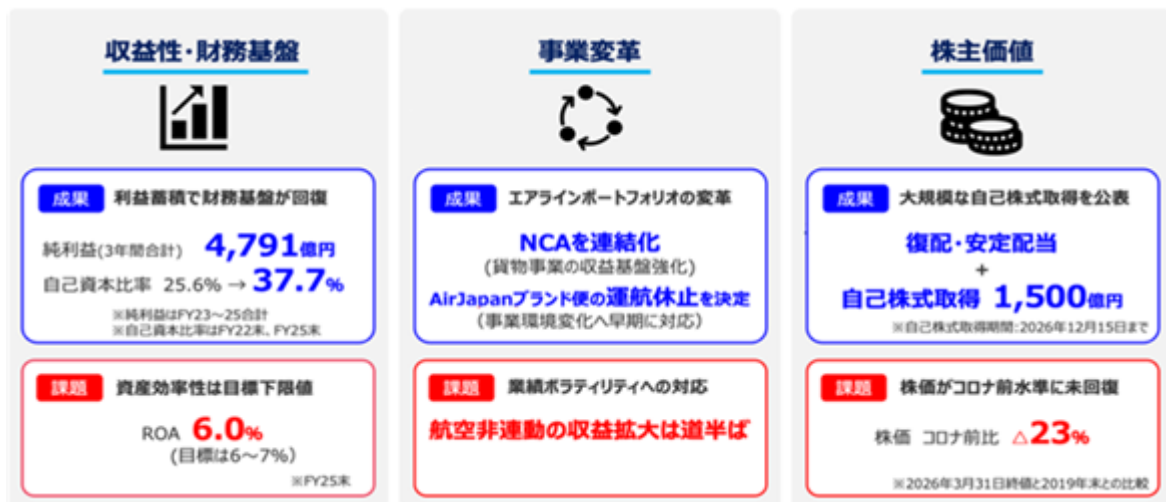 収益性・財務基盤
成果 利益蓄積で財務基盤が回復
純利益(3年間合計) 4,791億円
自己資本比率 25.6% → 37.7%
※純利益はFY23～25合計
※自己資本比率はFY22末、FY25末
課題 資産効率性は目標下限値
ROA 6.0%
(目標は6～7%)
※FY25末
事業変革
成果 エアラインポートフォリオの変革
NCAを連結化
(貨物事業の収益基盤強化)
AirJapanブランド便の運航休止を決定
(事業環境変化へ早期に対応)
課題 業績ボラティリティへの対応
航空非連動の収益拡大は道半ば
株主価値
成果 大規模な自己株式取得を公表
復配・安定配当
+
自己株式取得 1,500億円
※自己株式取得期間:2026年12月15日まで
課題 株価がコロナ前水準に未回復
株価 コロナ前比 △23%
※2026年3月31日終値と2019年末との比較